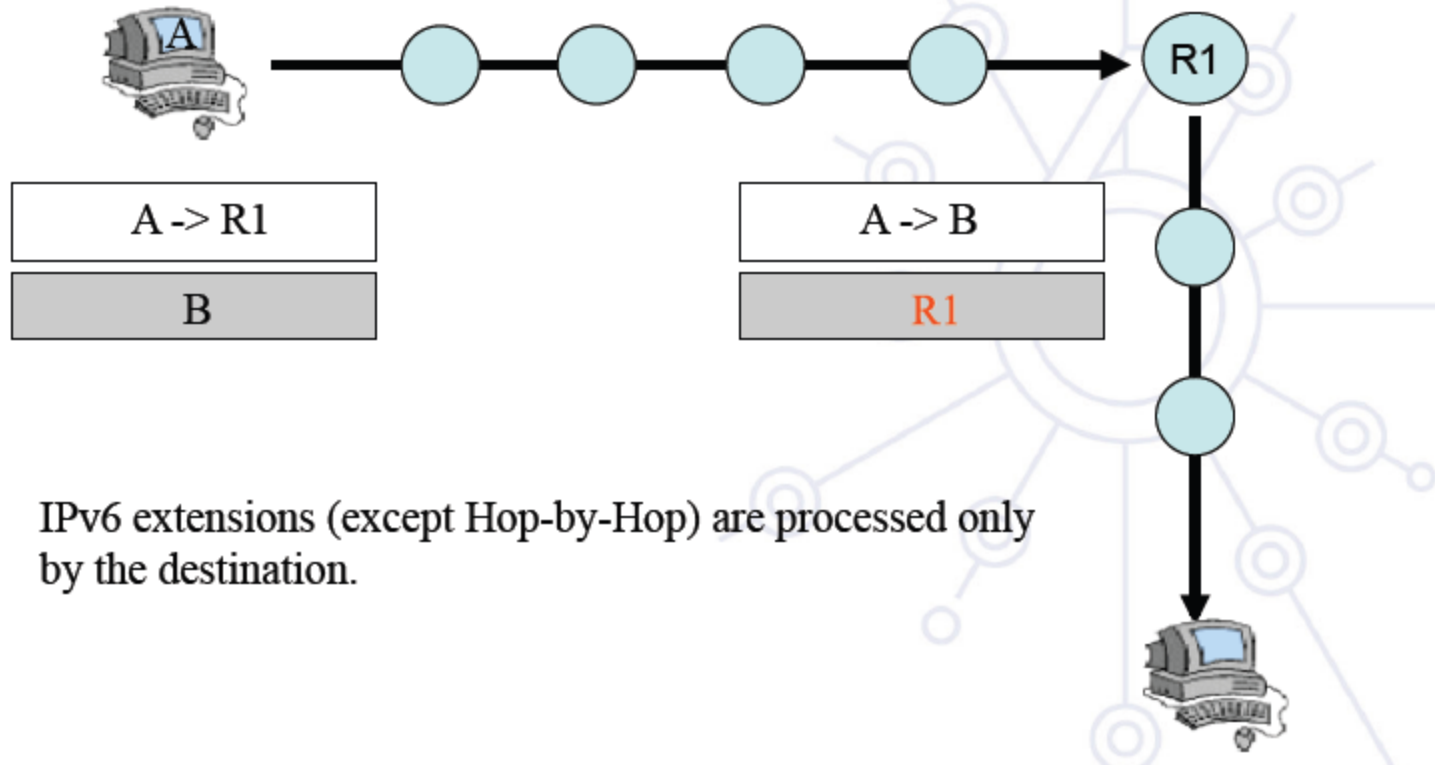 A
R1
A -> R1
A -> B
B
R1
IPv6 extensions (except Hop-by-Hop) are processed only
by the destination.